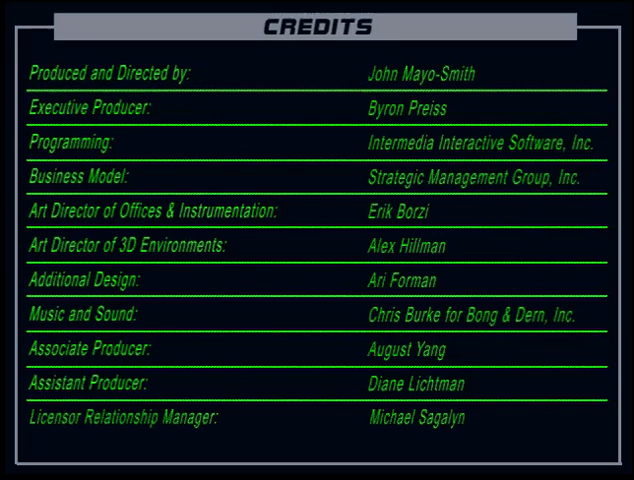 CREDITS
Produced and Directed by: John Mayo-Smith
Executive Producer: Byron Preiss
Programming: Intermedia Interactive Software, Inc.
Business Model: Strategic Management Group, Inc.
Art Director of Offices & Instrumentation: Erik Borzi
Art Director of 3D Environments: Alex Hillman
Additional Design: Ari Forman
Music and Sound: Chris Burke for Bong & Dern, Inc.
Associate Producer: August Yang
Assistant Producer: Diane Lichtman
Licensor Relationship Manager: Michael Sagalyn